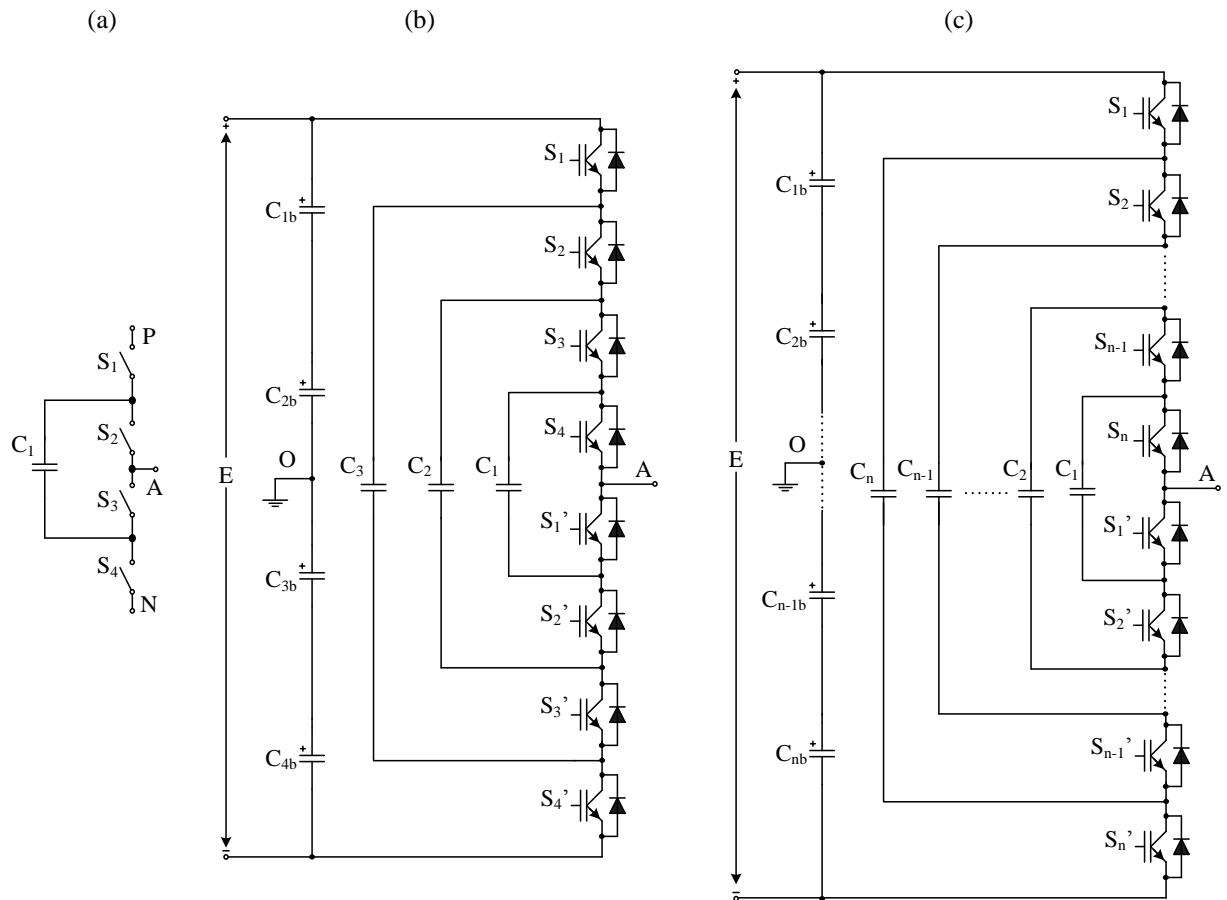 (a)
P
S1
C1
S2
A
S3
S4
N
(b)
+
E
−
C1b
+
C2b
+
O
C3b
+
C4b
+
C3
C2
C1
S1
S2
S3
S4
A
S1’
S2’
S3’
S4’
(c)
+
E
−
C1b
+
C2b
+
O
Cn-1b
+
Cnb
+
Cn
Cn-1
C2
C1
S1
S2
Sn-1
Sn
A
S1’
S2’
Sn-1’
Sn’